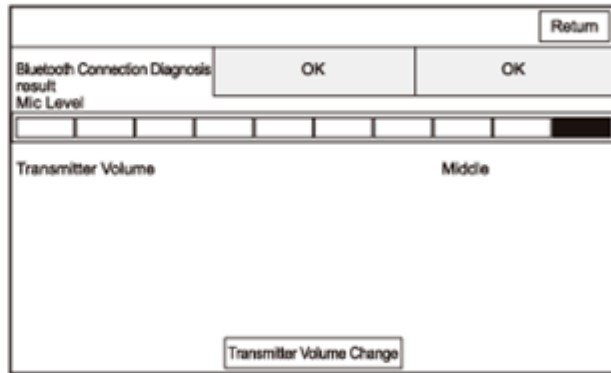 Return
Bluetooth Connection Diagnosis OK OK
result
Mic Level
Transmitter Volume Middle
Transmitter Volume Change